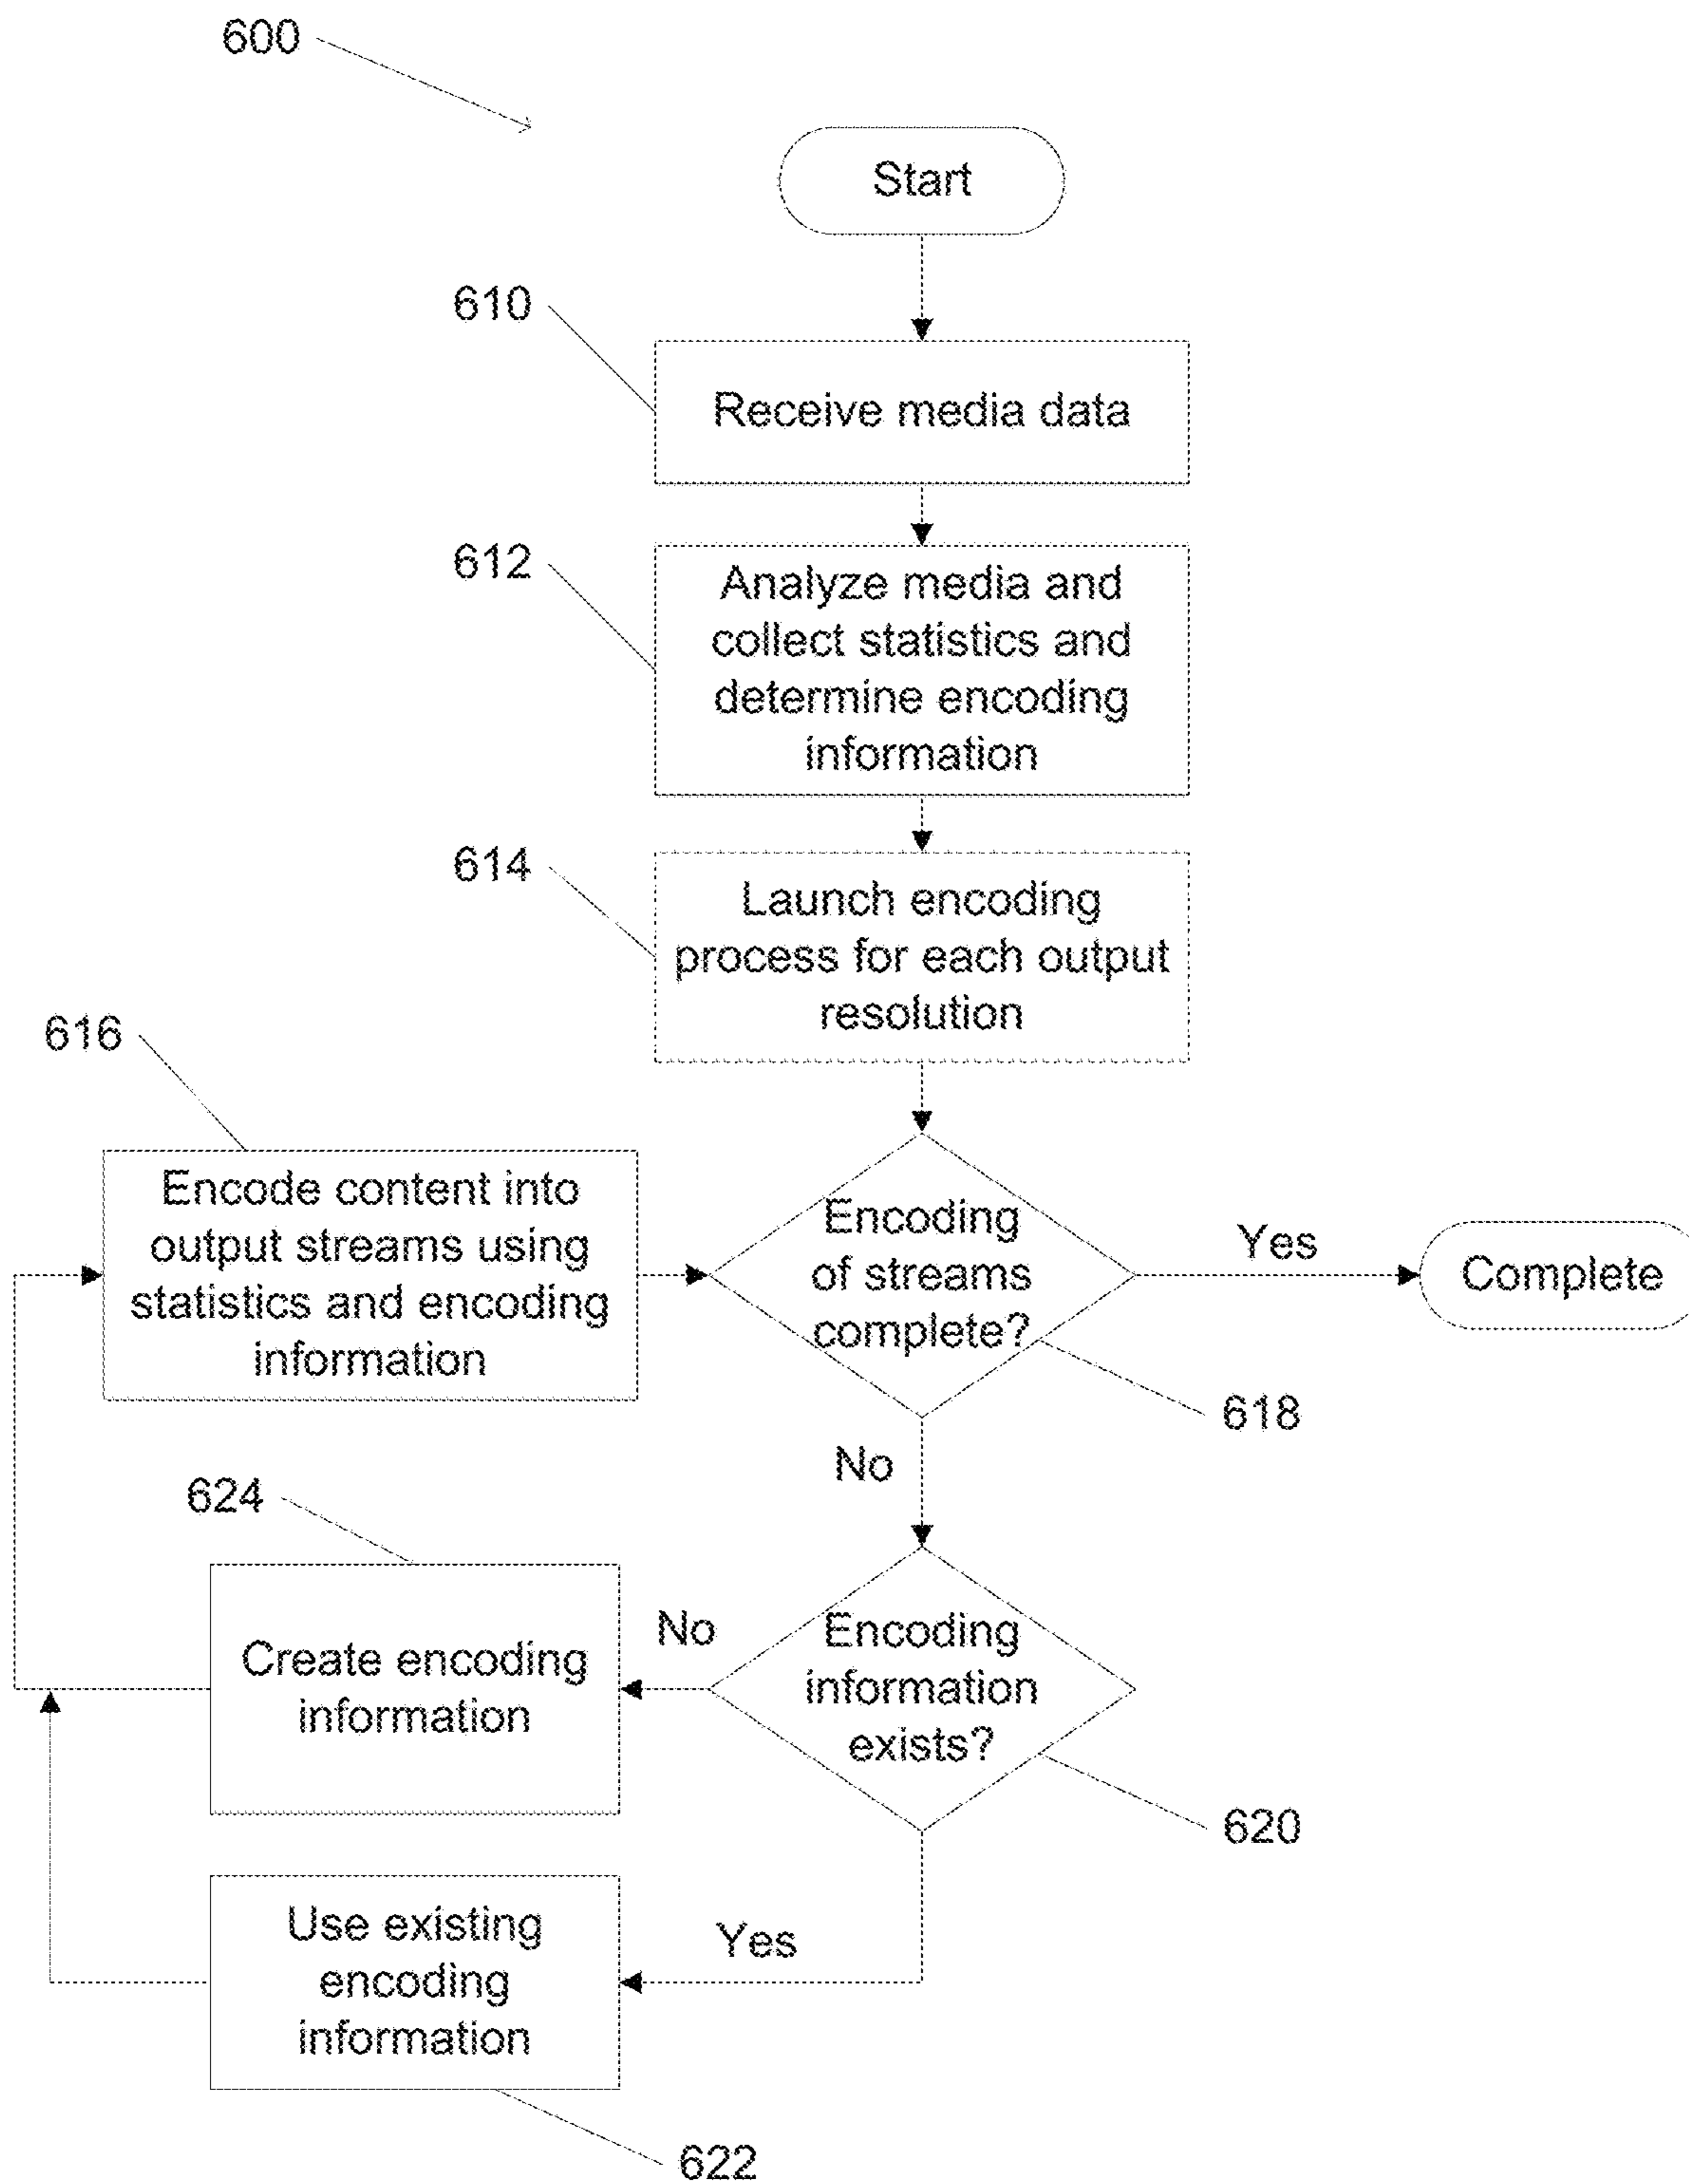 600
Start
610
Receive media data
612
Analyze media and
collect statistics and
determine encoding
information
614
Launch encoding
process for each output
resolution
616
Encode content into
output streams using
statistics and encoding
information
Encoding
of streams
complete?
Yes
Complete
618
No
624
Create encoding
information
No
Encoding
information
exists?
620
Use existing
encoding
information
Yes
622